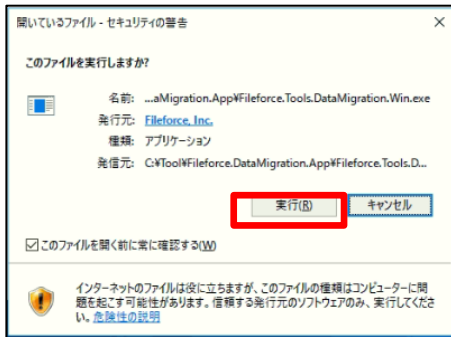 開いているファイル - セキュリティの警告
このファイルを実行しますか?
名前: ...aMigration.App¥Fileforce.Tools.DataMigration.Win.exe
発行元: Fileforce, Inc.
種類: アプリケーション
発信元: C:¥Tool¥Fileforce.DataMigration.App¥Fileforce.Tools.D...
実行(R) キャンセル
このファイルを開く前に常に確認する(W)
インターネットのファイルは役に立ちますが、このファイルの種類はコンピューターに問
題を起こす可能性があります。信頼する発行元のソフトウェアのみ、実行してくださ
い。危険性の説明